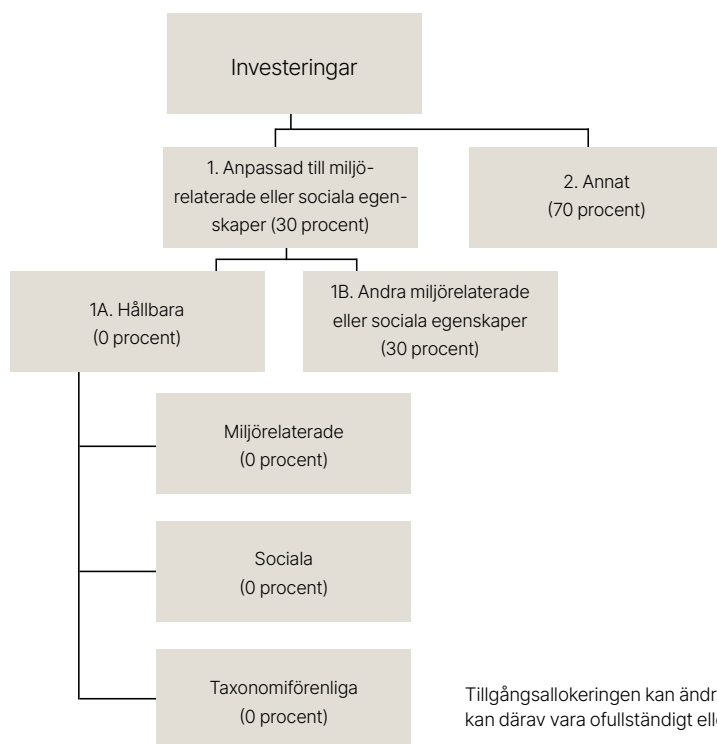 Investeringar
1. Anpassad till miljö-
relaterade eller sociala egen-
skaper (30 procent)
2. Annat
(70 procent)
1A. Hållbara
(0 procent)
1B. Andra miljörelaterade
eller sociala egenskaper
(30 procent)
Miljörelaterade
(0 procent)
Sociala
(0 procent)
Taxonomiförenliga
(0 procent)
Tillgångsallokeringen kan ändr
kan därav vara ofullständigt ell